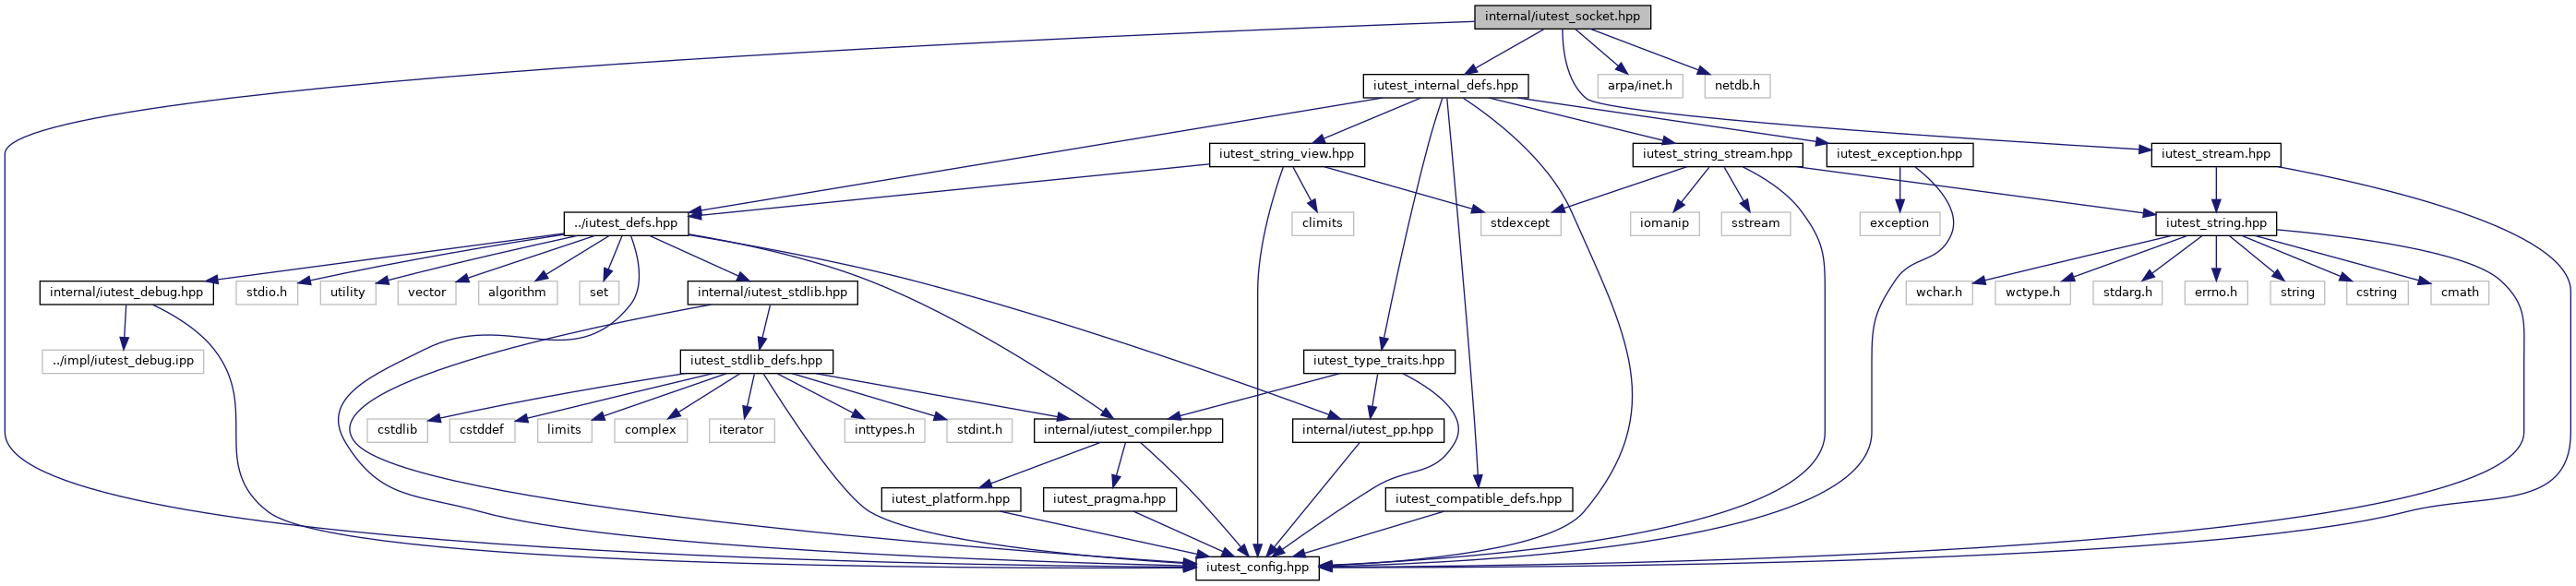 internal/iutest_socket.hpp
iutest_internal_defs.hpp
arpa/inet.h
netdb.h
iutest_string_view.hpp
iutest_string_stream.hpp
iutest_exception.hpp
iutest_stream.hpp
../iutest_defs.hpp
climits
stdexcept
iomanip
sstream
exception
iutest_string.hpp
internal/iutest_debug.hpp
stdio.h
utility
vector
algorithm
set
internal/iutest_stdlib.hpp
wchar.h
wctype.h
stdarg.h
errno.h
string
cstring
cmath
../impl/iutest_debug.ipp
iutest_stdlib_defs.hpp
iutest_type_traits.hpp
cstdlib
cstddef
limits
complex
iterator
inttypes.h
stdint.h
internal/iutest_compiler.hpp
internal/iutest_pp.hpp
iutest_platform.hpp
iutest_pragma.hpp
iutest_compatible_defs.hpp
iutest_config.hpp